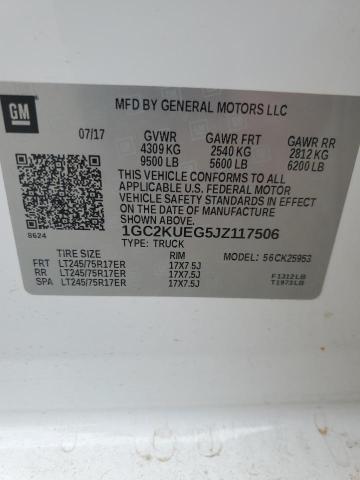 GM
MFD BY GENERAL MOTORS LLC
07/17 GVWR GAWR FRT GAWR RR
4309 KG 2540 KG 2812 KG
9500 LB 5600 LB 6200 LB
THIS VEHICLE CONFORMS TO ALL
APPLICABLE U.S. FEDERAL MOTOR
VEHICLE SAFETY STANDARDS IN
EFFECT ON THE DATE OF
MANUFACTURE SHOWN ABOVE.
8624 1GC2KUEG5JZ117506
TYPE: TRUCK
TIRE SIZE RIM MODEL: 56CK25953
FRT LT245/75R17ER 17X7.5J
RR LT245/75R17ER 17X7.5J F1312LB
SPA LT245/75R17ER 17X7.5J T1973LB